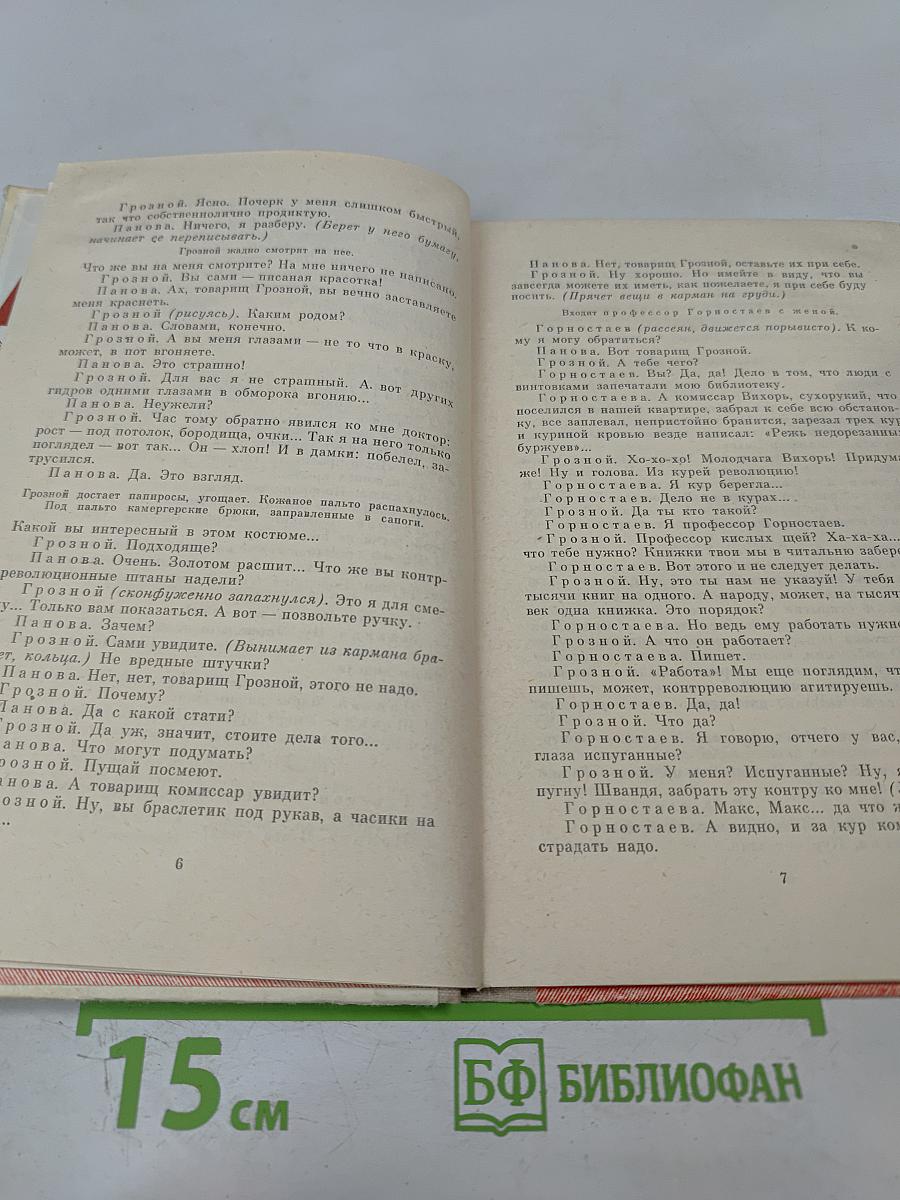 Грозной. Ясно. Почерк у меня слишком быстрый,
так что собственнолично продиктую.
Панова. Ничего, я разберу. (Берет у него бумагу,
начинает ее переписывать.)
Грозной жадно смотрит на нее.
Что же вы на меня смотрите? На мне ничего не написано.
Грозной. Вы сами — писаная красотка!
Панова. Ах, товарищ Грозной, вы вечно заставляете
меня краснеть.
Грозной (рисуясь). Каким родом?
Панова. Словами, конечно.
Грозной. А вы меня глазами — не то что в краску,
может, в пот вгоняете.
Панова. Это страшно!
Грозной. Для вас я не страшный. А вот других
гидров одними глазами в обморока вгоняю...
Панова. Неужели?
Грозной. Час тому обратно явился ко мне доктор:
рост — под потолок, бородища, очки... Так я на него только
поглядел — вот так... Он — хлоп! И в дамки: побелел, за-
трусился.
Панова. Да. Это взгляд.
Грозной достает папиросы, угощает. Кожаное пальто распахнулось.
Под пальто камергерские брюки, заправленные в сапоги.
Какой вы интересный в этом костюме...
Грозной. Подходяще?
Панова. Очень. Золотом расшит... Что же вы контр-
революционные штаны надели?
Грозной (сконфуженно запахнулся). Это я для сме-
у... Только вам показаться. А вот — позвольте ручку.
Панова. Зачем?
Грозной. Сами увидите. (Вынимает из кармана бра-
ет, кольца.) Не вредные штучки?
Панова. Нет, нет, товарищ Грозной, этого не надо.
Грозной. Почему?
Панова. Да с какой стати?
розной. Да уж, значит, стоите дела того...
анова. Что могут подумать?
розной. Пущай посмеют.
анова. А товарищ комиссар увидит?
розной. Ну, вы браслетик под рукав, а часики на
...
6
Панова. Нет, товарищ Грозной, оставьте их при себе.
Грозной. Ну хорошо. Но имейте в виду, что вы
завсегда можете их иметь, как пожелаете, я при себе буду
носить. (Прячет вещи в карман на груди.)
Входит профессор Горностаев с женой.
Горностаев (рассеян, движется порывисто). К ко-
му я могу обратиться?
Панова. Вот товарищ Грозной.
Грозной. А тебе чего?
Горностаев. Вы? Да, да! Дело в том, что люди с
винтовками запечатали мою библиотеку.
Горностаева. А комиссар Вихорь, сухорукий, что
поселился в нашей квартире, забрал к себе всю обстанов-
ку, все заплевал, непристойно бранится, зарезал трех кур
и куриной кровью везде написал: «Режь недорезанных
буржуев»...
Грозной. Хо-хо-хо! Молодчага Вихорь! Придума
же! Ну и голова. Из курей революцию!
Горностаева. Я кур берегла...
Горностаев. Дело не в курах...
Грозной. Да ты кто такой?
Горностаев. Я профессор Горностаев.
Грозной. Профессор кислых щей? Ха-ха-ха...
что тебе нужно? Книжки твои мы в читальню забере
Горностаев. Вот этого и не следует делать.
Грозной. Ну, это ты нам не указуй! У тебя
тысячи книг на одного. А народу, может, на тысяч
век одна книжка. Это порядок?
Горностаева. Но ведь ему работать нужно
Грозной. А что он работает?
Горностаева. Пишет.
Грозной. «Работа»! Мы еще поглядим, чт
пишешь, может, контрреволюцию агитируешь.
Горностаев. Да, да!
Грозной. Что да?
Горностаев. Я говорю, отчего у вас,
глаза испуганные?
Грозной. У меня? Испуганные? Ну, я
пугну! Швандя, забрать эту контру ко мне! (
Горностаева. Макс, Макс... да что ж
Горностаев. А видно, и за кур ком
страдать надо.
7
15 см
БФ БИБЛИОФАН